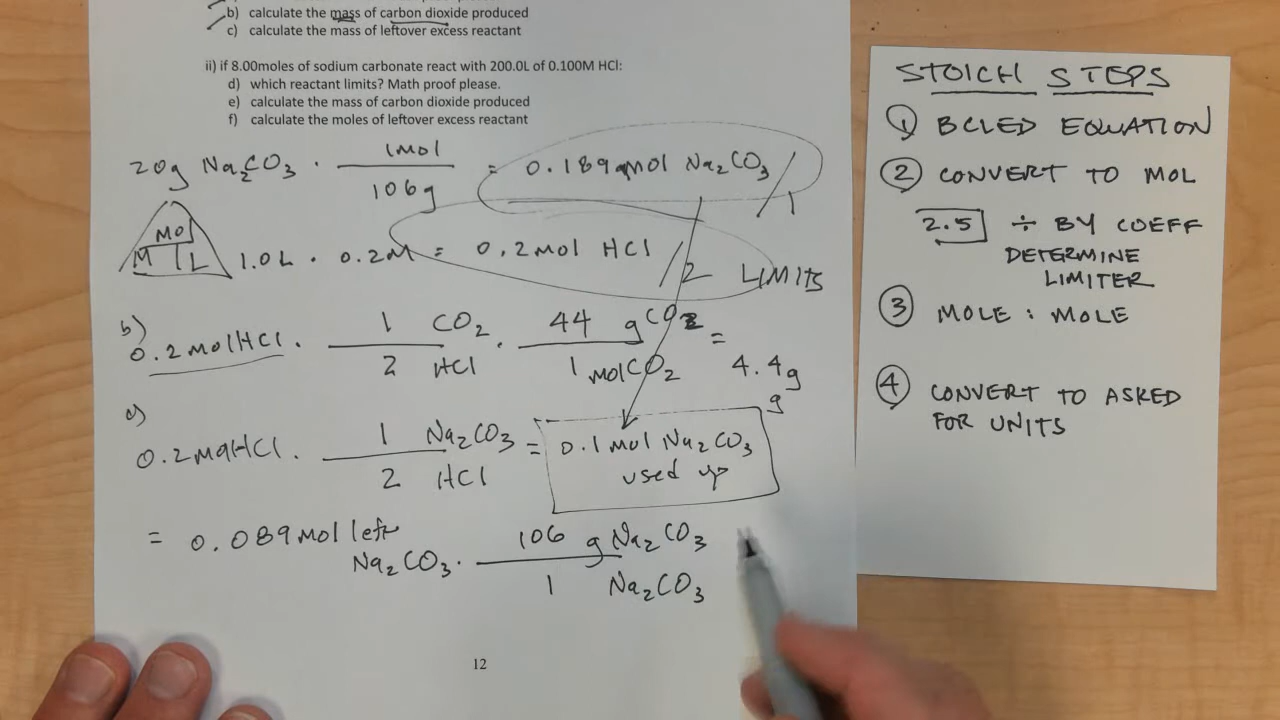 b) calculate the mass of carbon dioxide produced
c) calculate the mass of leftover excess reactant
ii) if 8.00moles of sodium carbonate react with 200.0L of 0.100M HCl:
d) which reactant limits? Math proof please.
e) calculate the mass of carbon dioxide produced
f) calculate the moles of leftover excess reactant
20g Na₂CO₃ · 1mol / 106g = 0.189 mol Na₂CO₃ / 1
mol M L 1.0L · 0.2M = 0.2mol HCl / 2 LIMITS
b) 0.2molHCl · 1 CO₂ / 2 HCl · 44 g CO₂ / 1 mol CO₂ = 4.4g
g
c) 0.2molHCl · 1 Na₂CO₃ / 2 HCl = 0.1mol Na₂CO₃
used up
= 0.089mol left
Na₂CO₃ · 106 g Na₂CO₃ / 1 Na₂CO₃
12
STOICH STEPS
① BCLED EQUATION
② CONVERT TO MOL
2.5 ÷ BY COEFF
DETERMINE
LIMITER
③ MOLE : MOLE
④ CONVERT TO ASKED
FOR UNITS